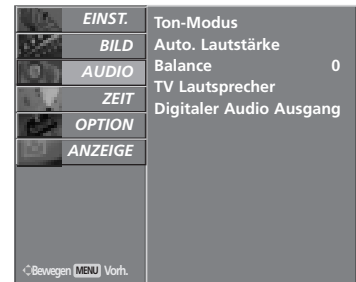 EINST.
BILD
AUDIO
ZEIT
OPTION
ANZEIGE
Bewegen MENU Vorh.
Ton-Modus
Auto. Lautstärke
Balance 0
TV Lautsprecher
Digitaler Audio Ausgang